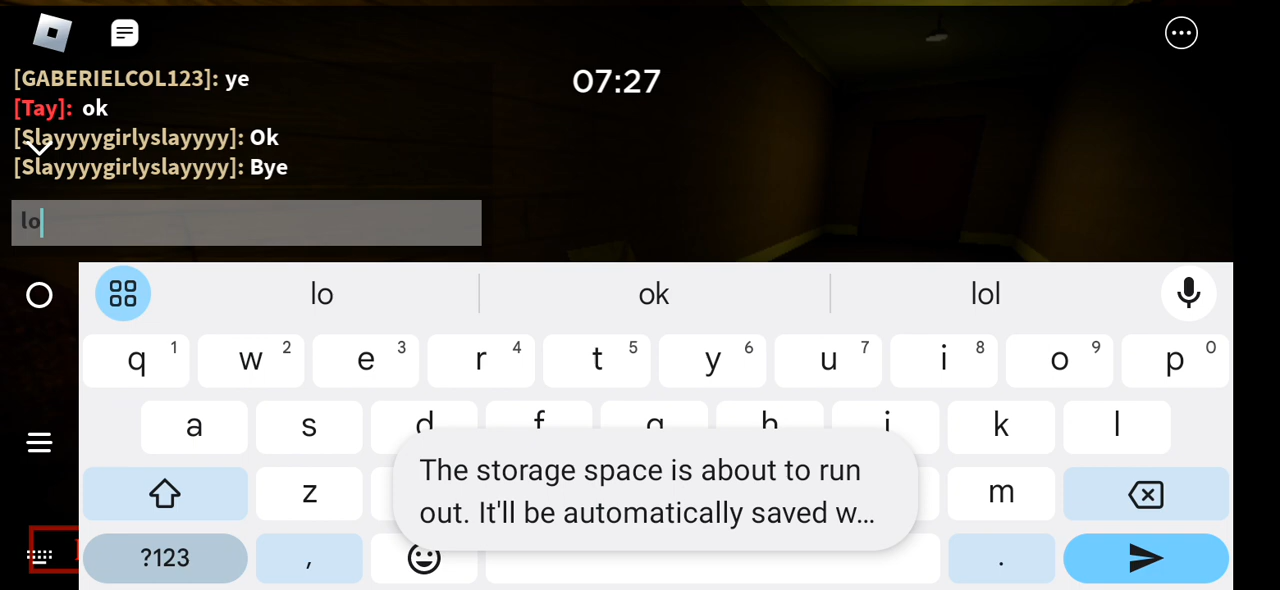 [GABERIELCOL123]: ye
07:27
[Tay]: ok
[Slayyyygirlyslayyyy]: Ok
[Slayyyygirlyslayyyy]: Bye
lo
lo ok lol
q 1 w 2 e 3 r 4 t 5 y 6 u 7 i 8 o 9 p 0
a s d f g h j k l
The storage space is about to run
z m
out. It'll be automatically saved w...
?123 , .